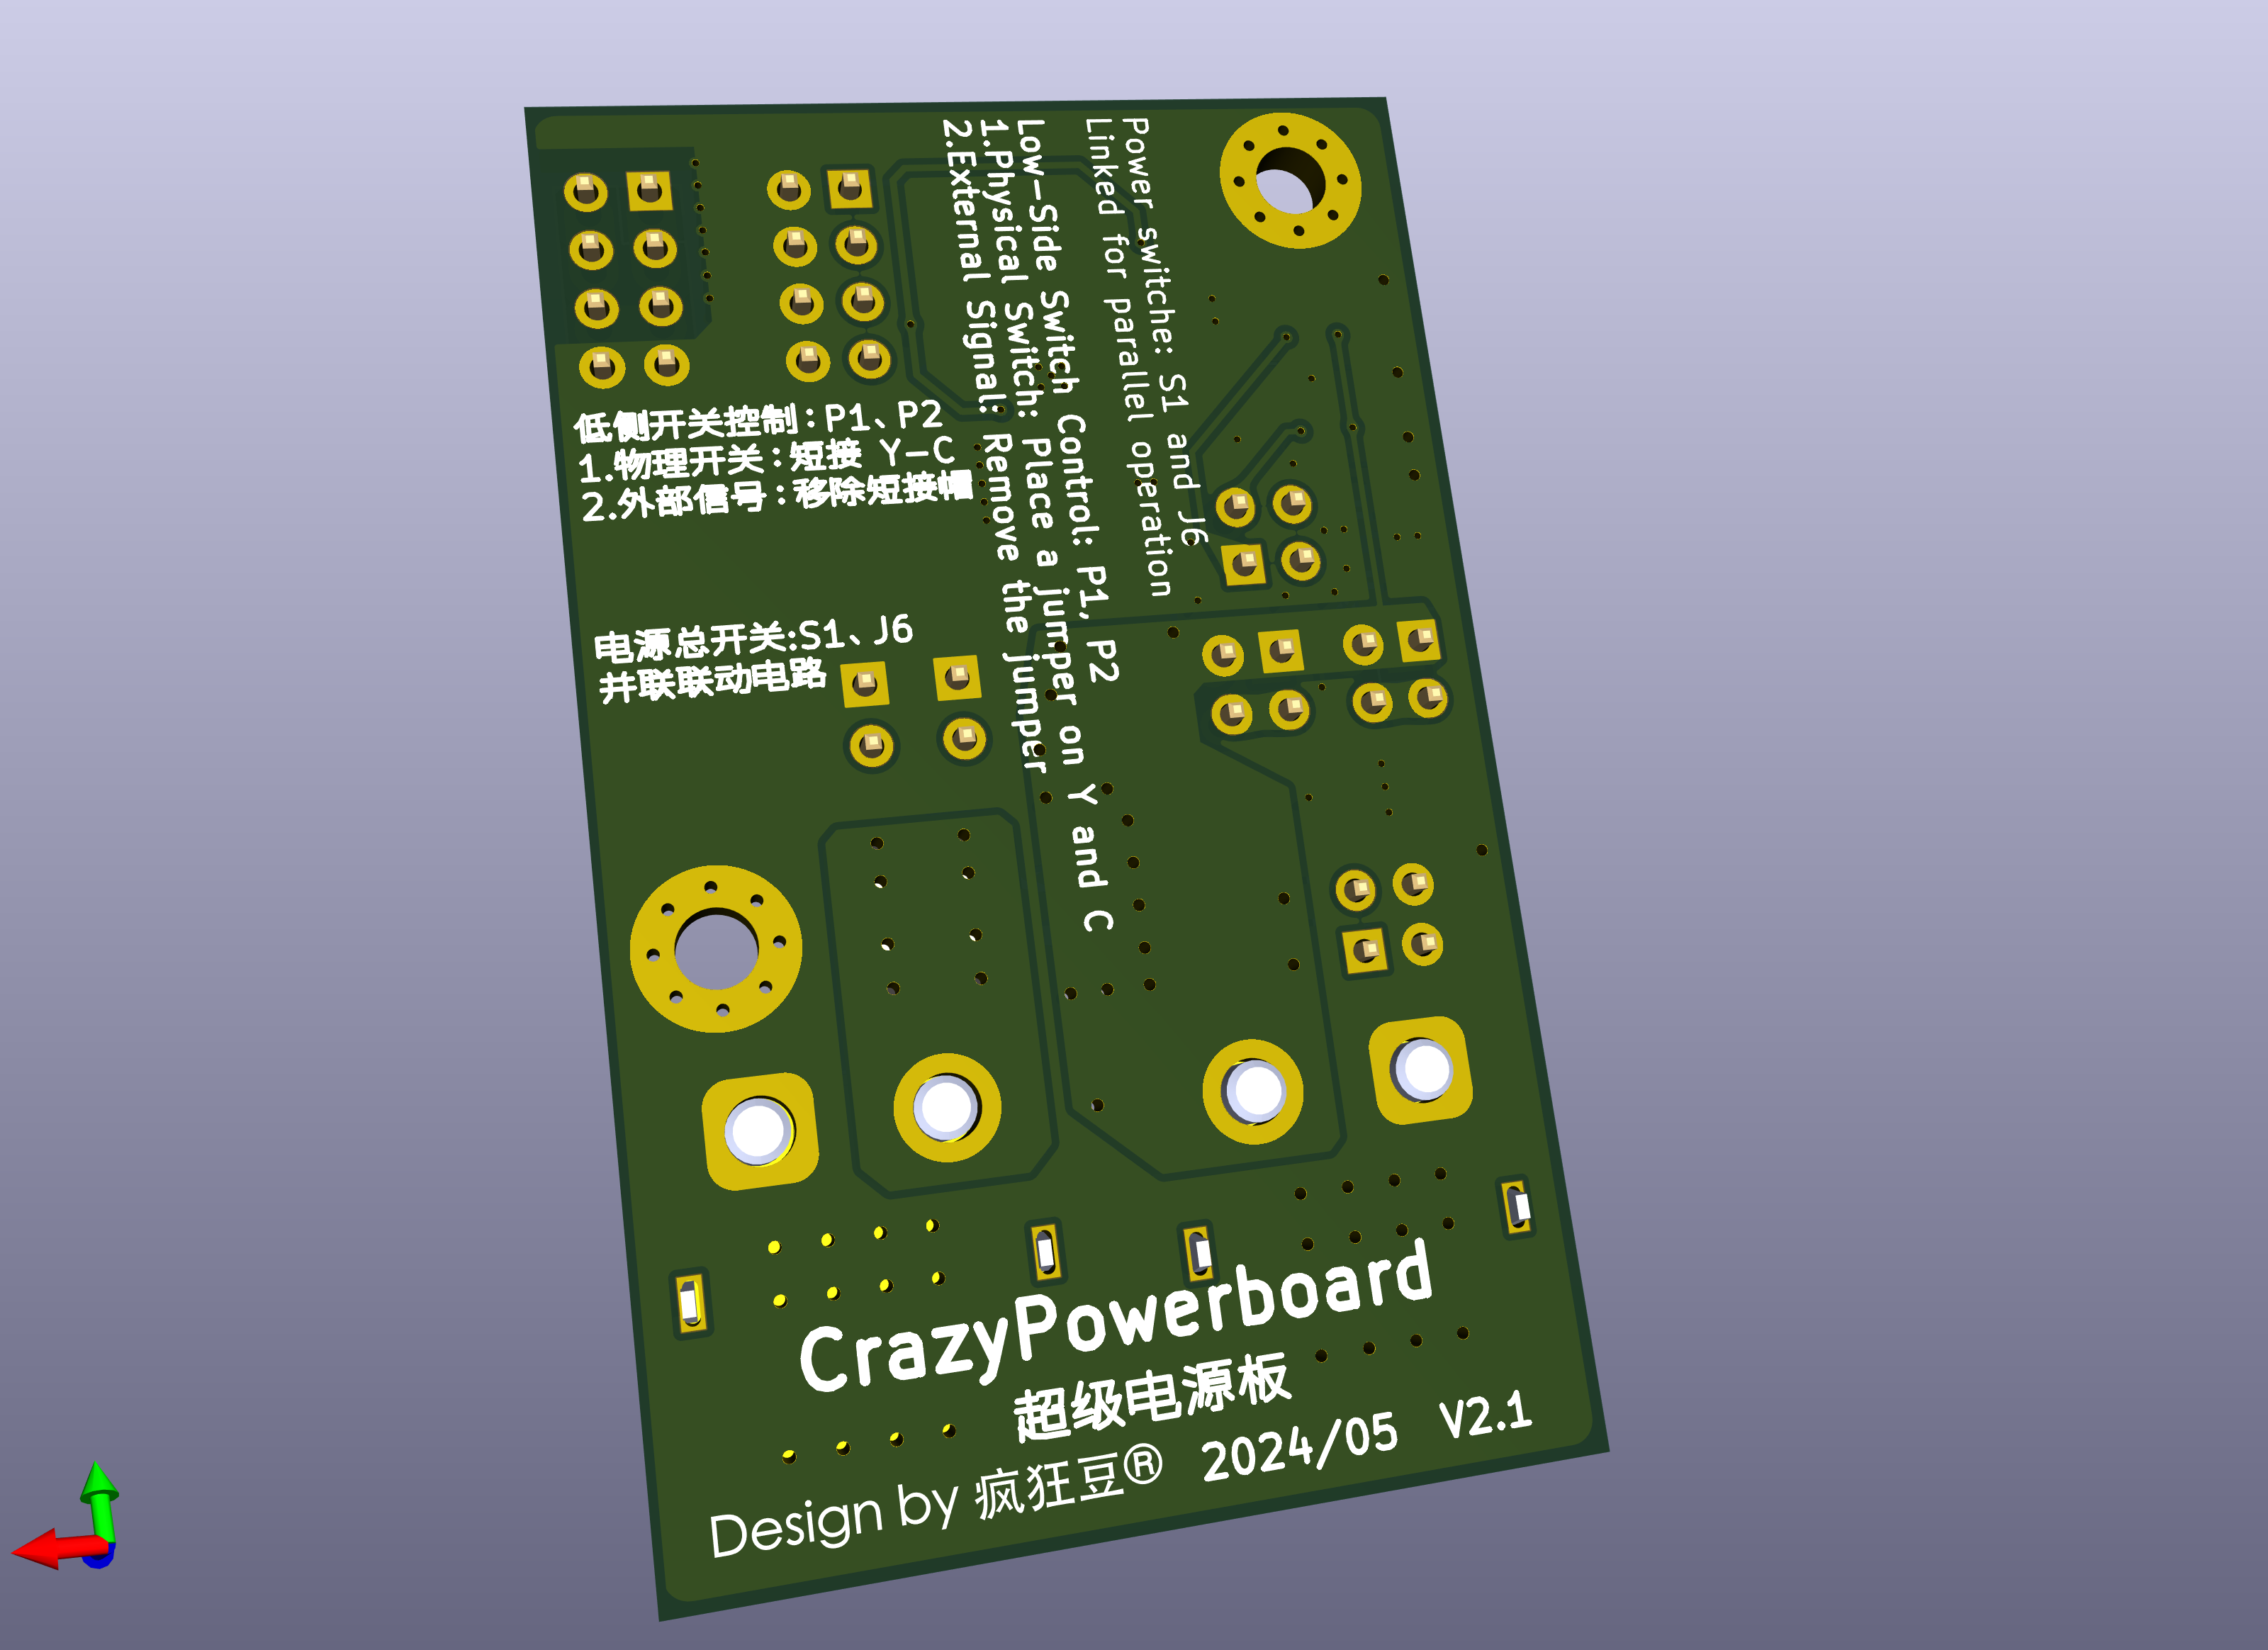 Power switche: S1 and J6
Linked for parallel operation
Low-Side Switch Control: P1, P2
1.Physical Switch: Place a jumper on Y and C
2.External Signal: Remove the jumper
低侧开关控制:P1、P2
1.物理开关:短接 Y-C
2.外部信号:移除短接帽
电源总开关:S1、J6
并联联动电路
CrazyPowerboard
超级电源板
Design by 疯狂豆® 2024/05 V2.1